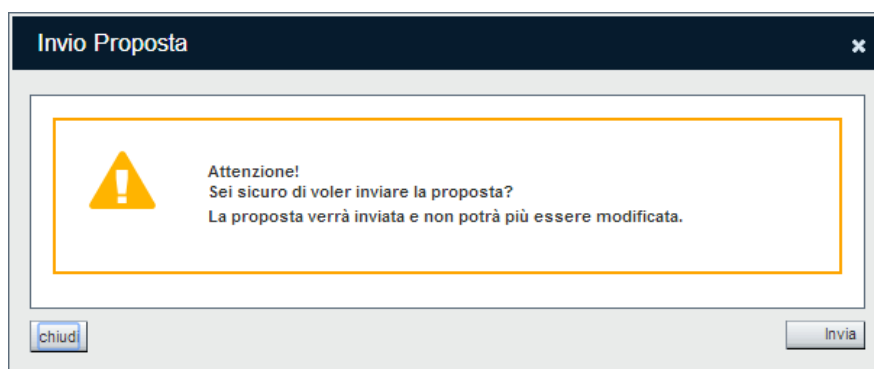 Invio Proposta
Attenzione!
Sei sicuro di voler inviare la proposta?
La proposta verrà inviata e non potrà più essere modificata.
chiudi
Invia